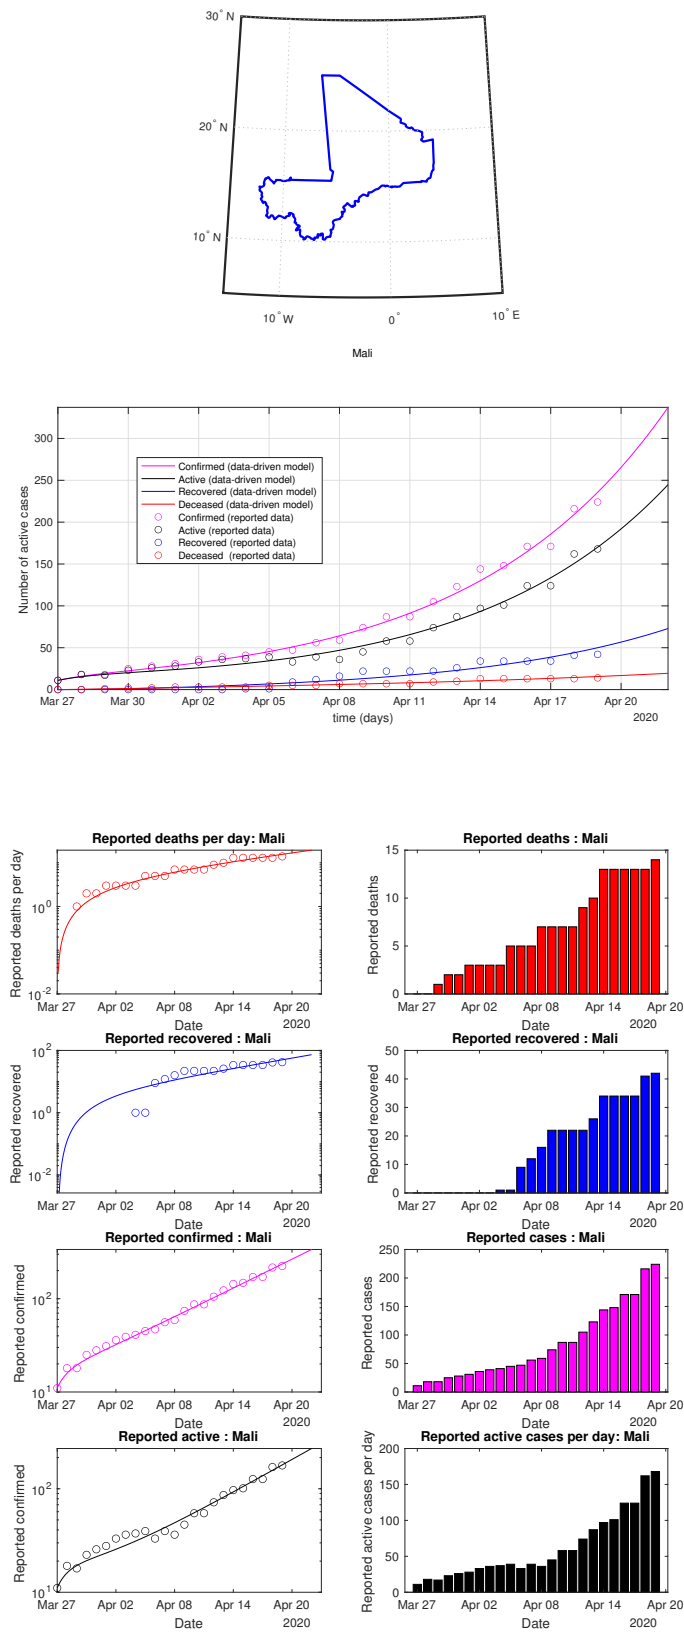 30° N
20° N
10° N
10° W
0°
10° E
Mali
Number of active cases
300
250
200
150
100
50
0
Confirmed (data-driven model)
Active (data-driven model)
Recovered (data-driven model)
Deceased (data-driven model)
Confirmed (reported data)
Active (reported data)
Recovered (reported data)
Deceased (reported data)
Mar 27 Mar 30 Apr 02 Apr 05 Apr 08 Apr 11 Apr 14 Apr 17 Apr 20
time (days)
2020
Reported deaths per day: Mali
Reported deaths per day
10^0
10^-2
Mar 27 Apr 02 Apr 08 Apr 14 Apr 20
Date
2020
Reported deaths : Mali
Reported deaths
15
10
5
0
Mar 27 Apr 02 Apr 08 Apr 14 Apr 20
Date
2020
Reported recovered : Mali
Reported recovered
10^2
10^0
10^-2
Mar 27 Apr 02 Apr 08 Apr 14 Apr 20
Date
2020
Reported recovered : Mali
Reported recovered
50
40
30
20
10
0
Mar 27 Apr 02 Apr 08 Apr 14 Apr 20
Date
2020
Reported confirmed : Mali
Reported confirmed
10^2
10^1
Mar 27 Apr 02 Apr 08 Apr 14 Apr 20
Date
2020
Reported cases : Mali
Reported cases
250
200
150
100
50
0
Mar 27 Apr 02 Apr 08 Apr 14 Apr 20
Date
2020
Reported active : Mali
Reported confirmed
10^2
10^1
Mar 27 Apr 02 Apr 08 Apr 14 Apr 20
Date
2020
Reported active cases per day: Mali
Reported active cases per day
200
150
100
50
0
Mar 27 Apr 02 Apr 08 Apr 14 Apr 20
Date
2020